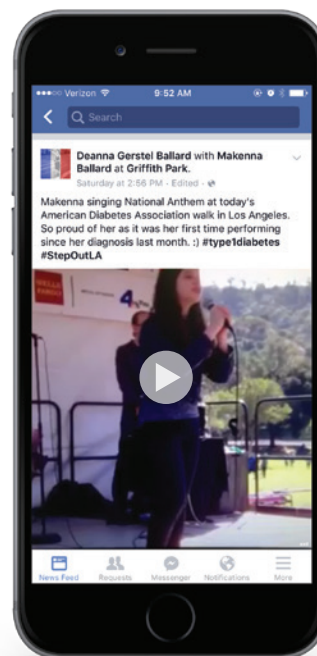 Verizon 9:52 AM
Search
Deanna Gerstel Ballard with Makenna
Ballard at Griffith Park.
Saturday at 2:56 PM · Edited ·
Makenna singing National Anthem at today's
American Diabetes Association walk in Los Angeles.
So proud of her as it was her first time performing
since her diagnosis last month. :) #type1diabetes
#StepOutLA
WELLS
FARGO
4
News Feed Requests Messenger Notifications More